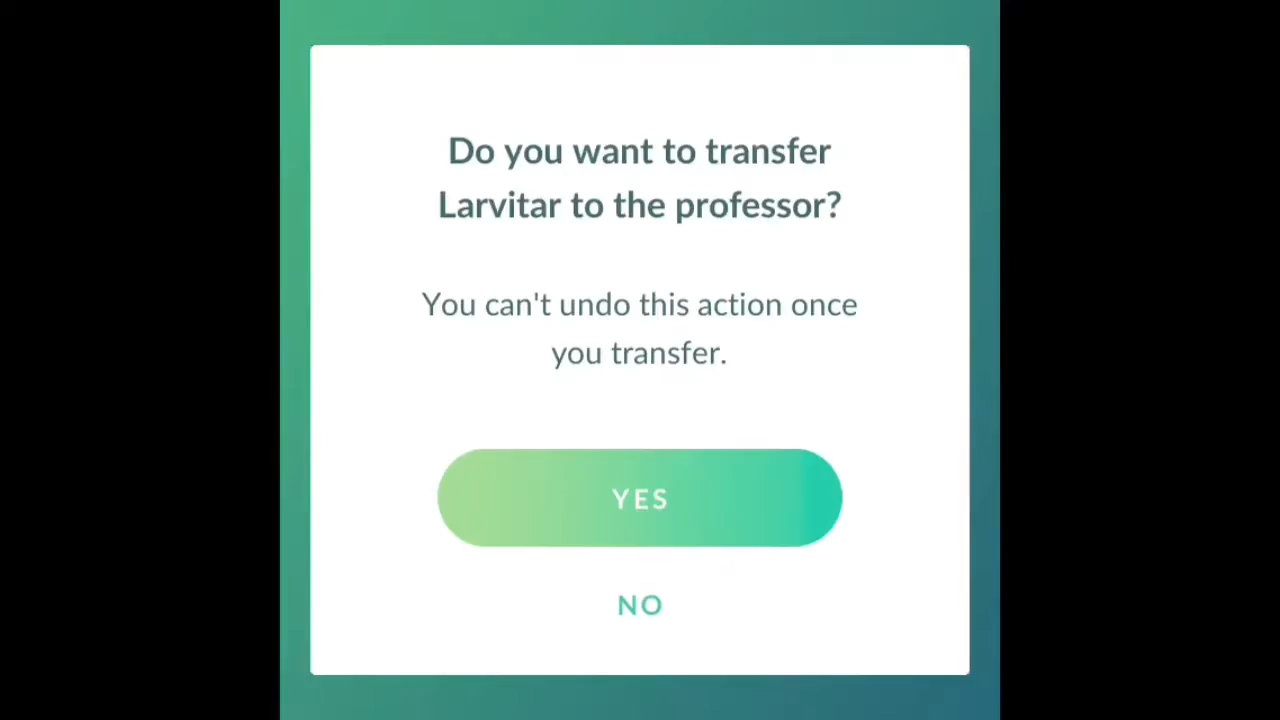 Do you want to transfer
Larvitar to the professor?
You can't undo this action once
you transfer.
YES
NO